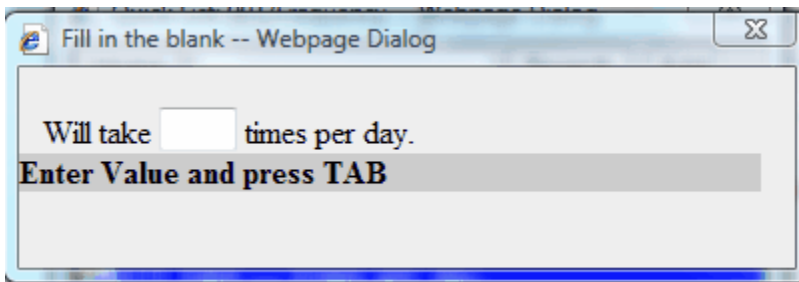 Fill in the blank -- Webpage Dialog
Will take times per day.
Enter Value and press TAB